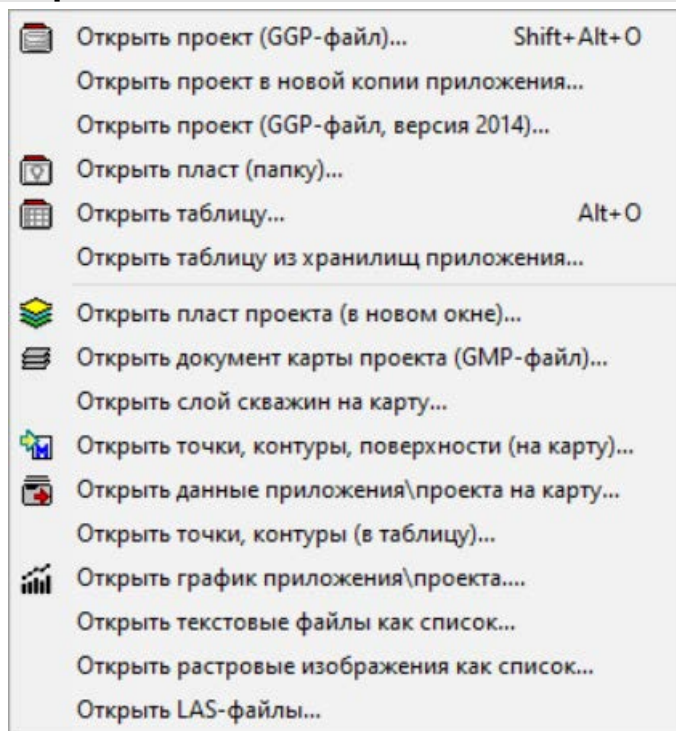 Открыть проект (GGP-файл)... Shift+Alt+O
Открыть проект в новой копии приложения...
Открыть проект (GGP-файл, версия 2014)...
Открыть пласт (папку)...
Открыть таблицу... Alt+O
Открыть таблицу из хранилищ приложения...
Открыть пласт проекта (в новом окне)...
Открыть документ карты проекта (GMP-файл)...
Открыть слой скважин на карту...
Открыть точки, контуры, поверхности (на карту)...
Открыть данные приложения\проекта на карту...
Открыть точки, контуры (в таблицу)...
Открыть график приложения\проекта....
Открыть текстовые файлы как список...
Открыть растровые изображения как список...
Открыть LAS-файлы...